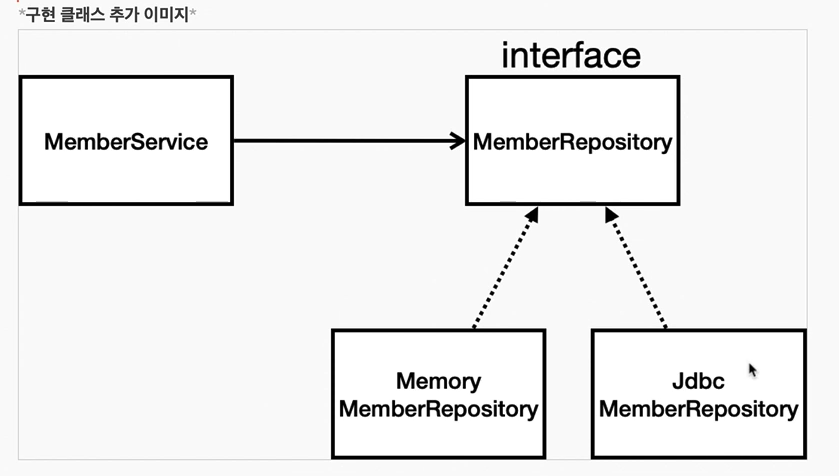 *구현 클래스 추가 이미지*
interface
MemberService
MemberRepository
Memory
MemberRepository
Jdbc
MemberRepository